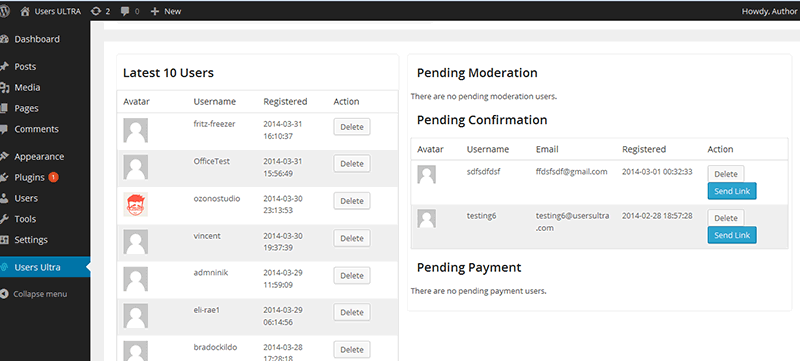 Users ULTRA 2 0 New Howdy, Author
Dashboard
Posts
Media
Pages
Comments
Appearance
Plugins 1
Users
Tools
Settings
Users Ultra
Collapse menu
Latest 10 Users
Avatar Username Registered Action
fritz-freezer 2014-03-31 Delete
16:10:37
OfficeTest 2014-03-31 Delete
15:56:49
ozonostudio 2014-03-30 Delete
23:13:53
vincent 2014-03-30 Delete
19:37:39
admninik 2014-03-29 Delete
11:59:09
eli-rae1 2014-03-29 Delete
06:14:56
bradockildo 2014-03-28 Delete
17:28:18
Pending Moderation
There are no pending moderation users.
Pending Confirmation
Avatar Username Email Registered Action
sdfsdfdsf ffdsfsdf@gmail.com 2014-03-01 00:32:33 Delete
Send Link
testing6 testing6@usersultra 2014-02-28 18:57:28 Delete
.com
Send Link
Pending Payment
There are no pending payment users.